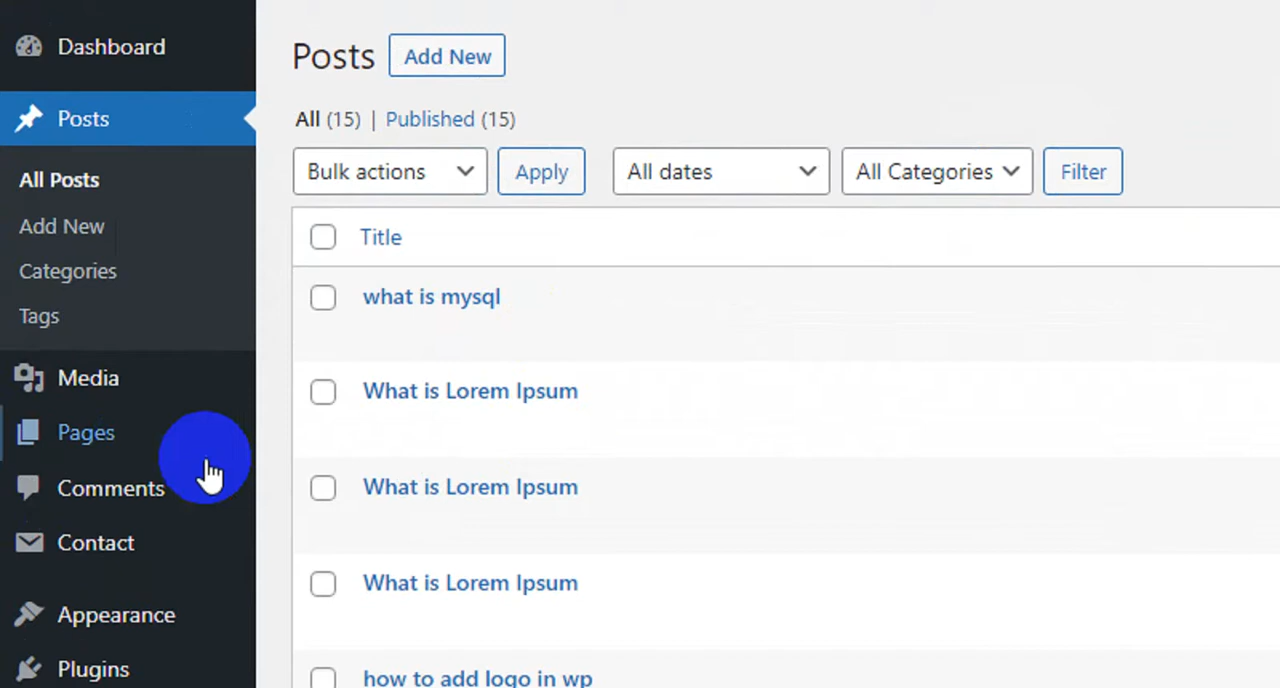 Dashboard
Posts
All Posts
Add New
Categories
Tags
Media
Pages
Comments
Contact
Appearance
Plugins
Posts Add New
All (15) | Published (15)
Bulk actions Apply All dates All Categories Filter
Title
what is mysql
What is Lorem Ipsum
What is Lorem Ipsum
What is Lorem Ipsum
how to add logo in wp